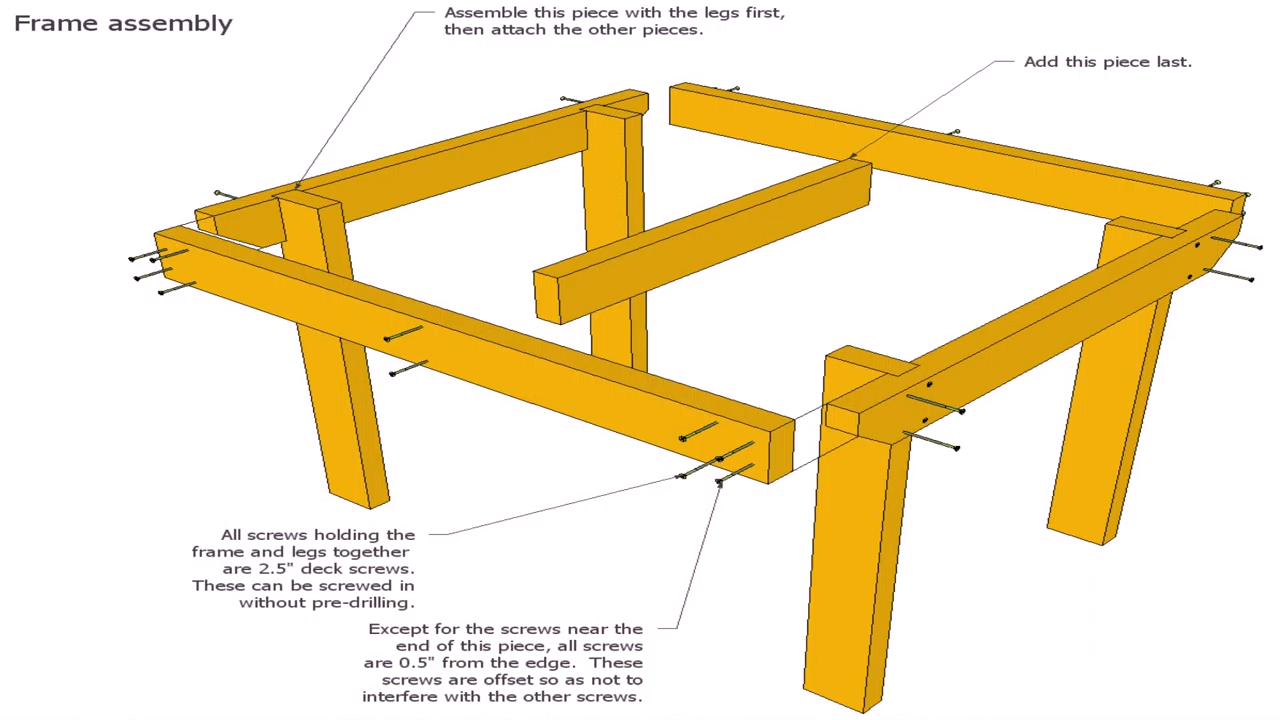 Frame assembly
Assemble this piece with the legs first,
then attach the other pieces.
Add this piece last.
All screws holding the
frame and legs together
are 2.5" deck screws.
These can be screwed in
without pre-drilling.
Except for the screws near the
end of this piece, all screws
are 0.5" from the edge.  These
screws are offset so as not to
interfere with the other screws.